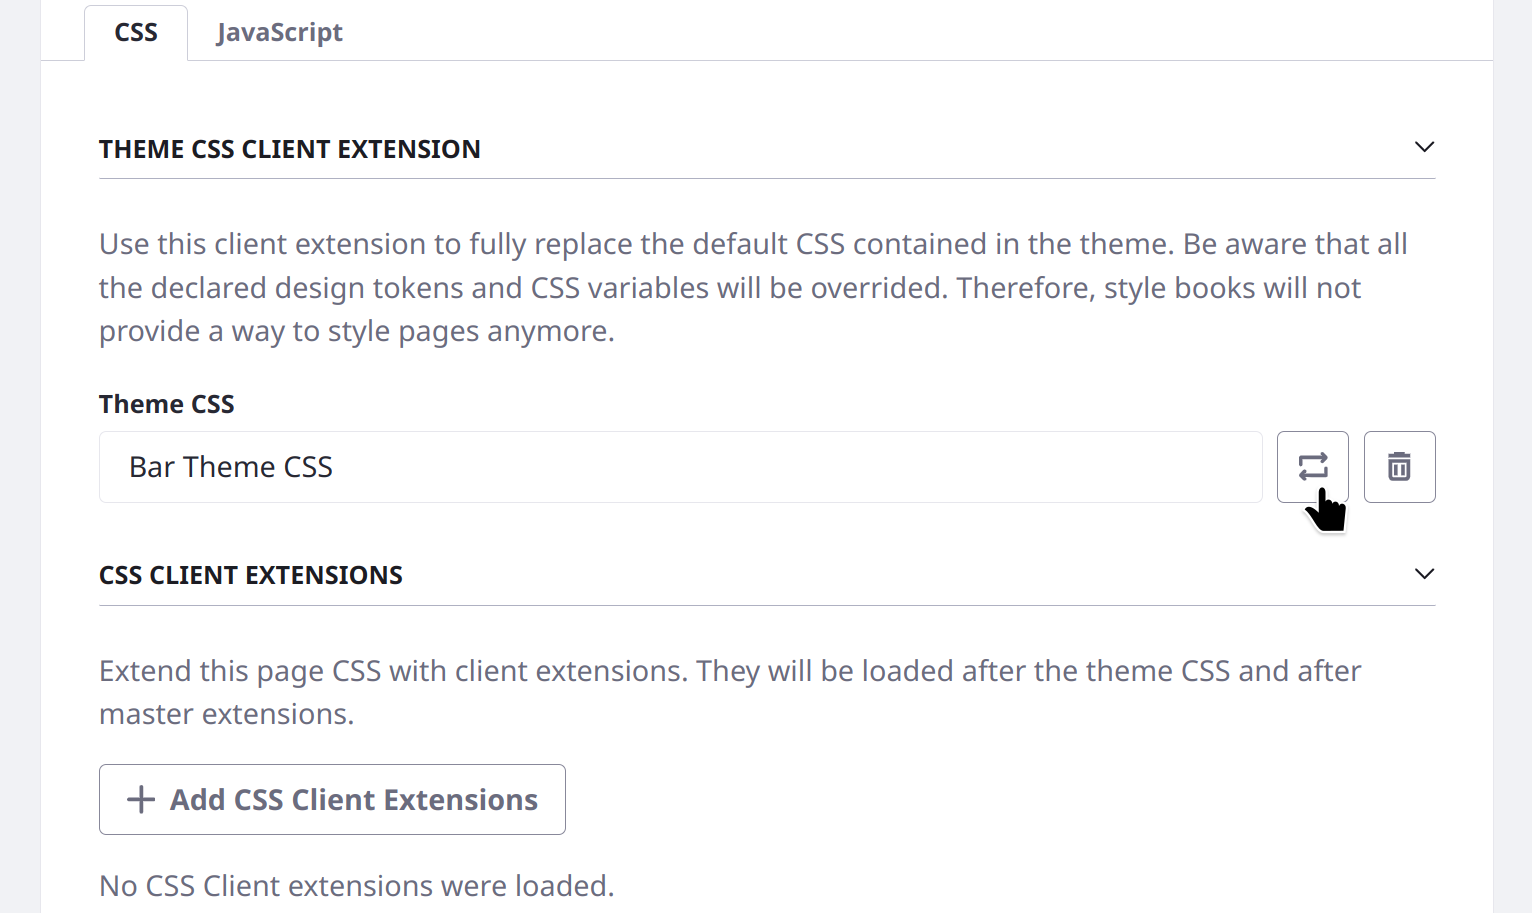 CSS JavaScript
THEME CSS CLIENT EXTENSION
Use this client extension to fully replace the default CSS contained in the theme. Be aware that all
the declared design tokens and CSS variables will be overrided. Therefore, style books will not
provide a way to style pages anymore.
Theme CSS
Bar Theme CSS
CSS CLIENT EXTENSIONS
Extend this page CSS with client extensions. They will be loaded after the theme CSS and after
master extensions.
Add CSS Client Extensions
No CSS Client extensions were loaded.